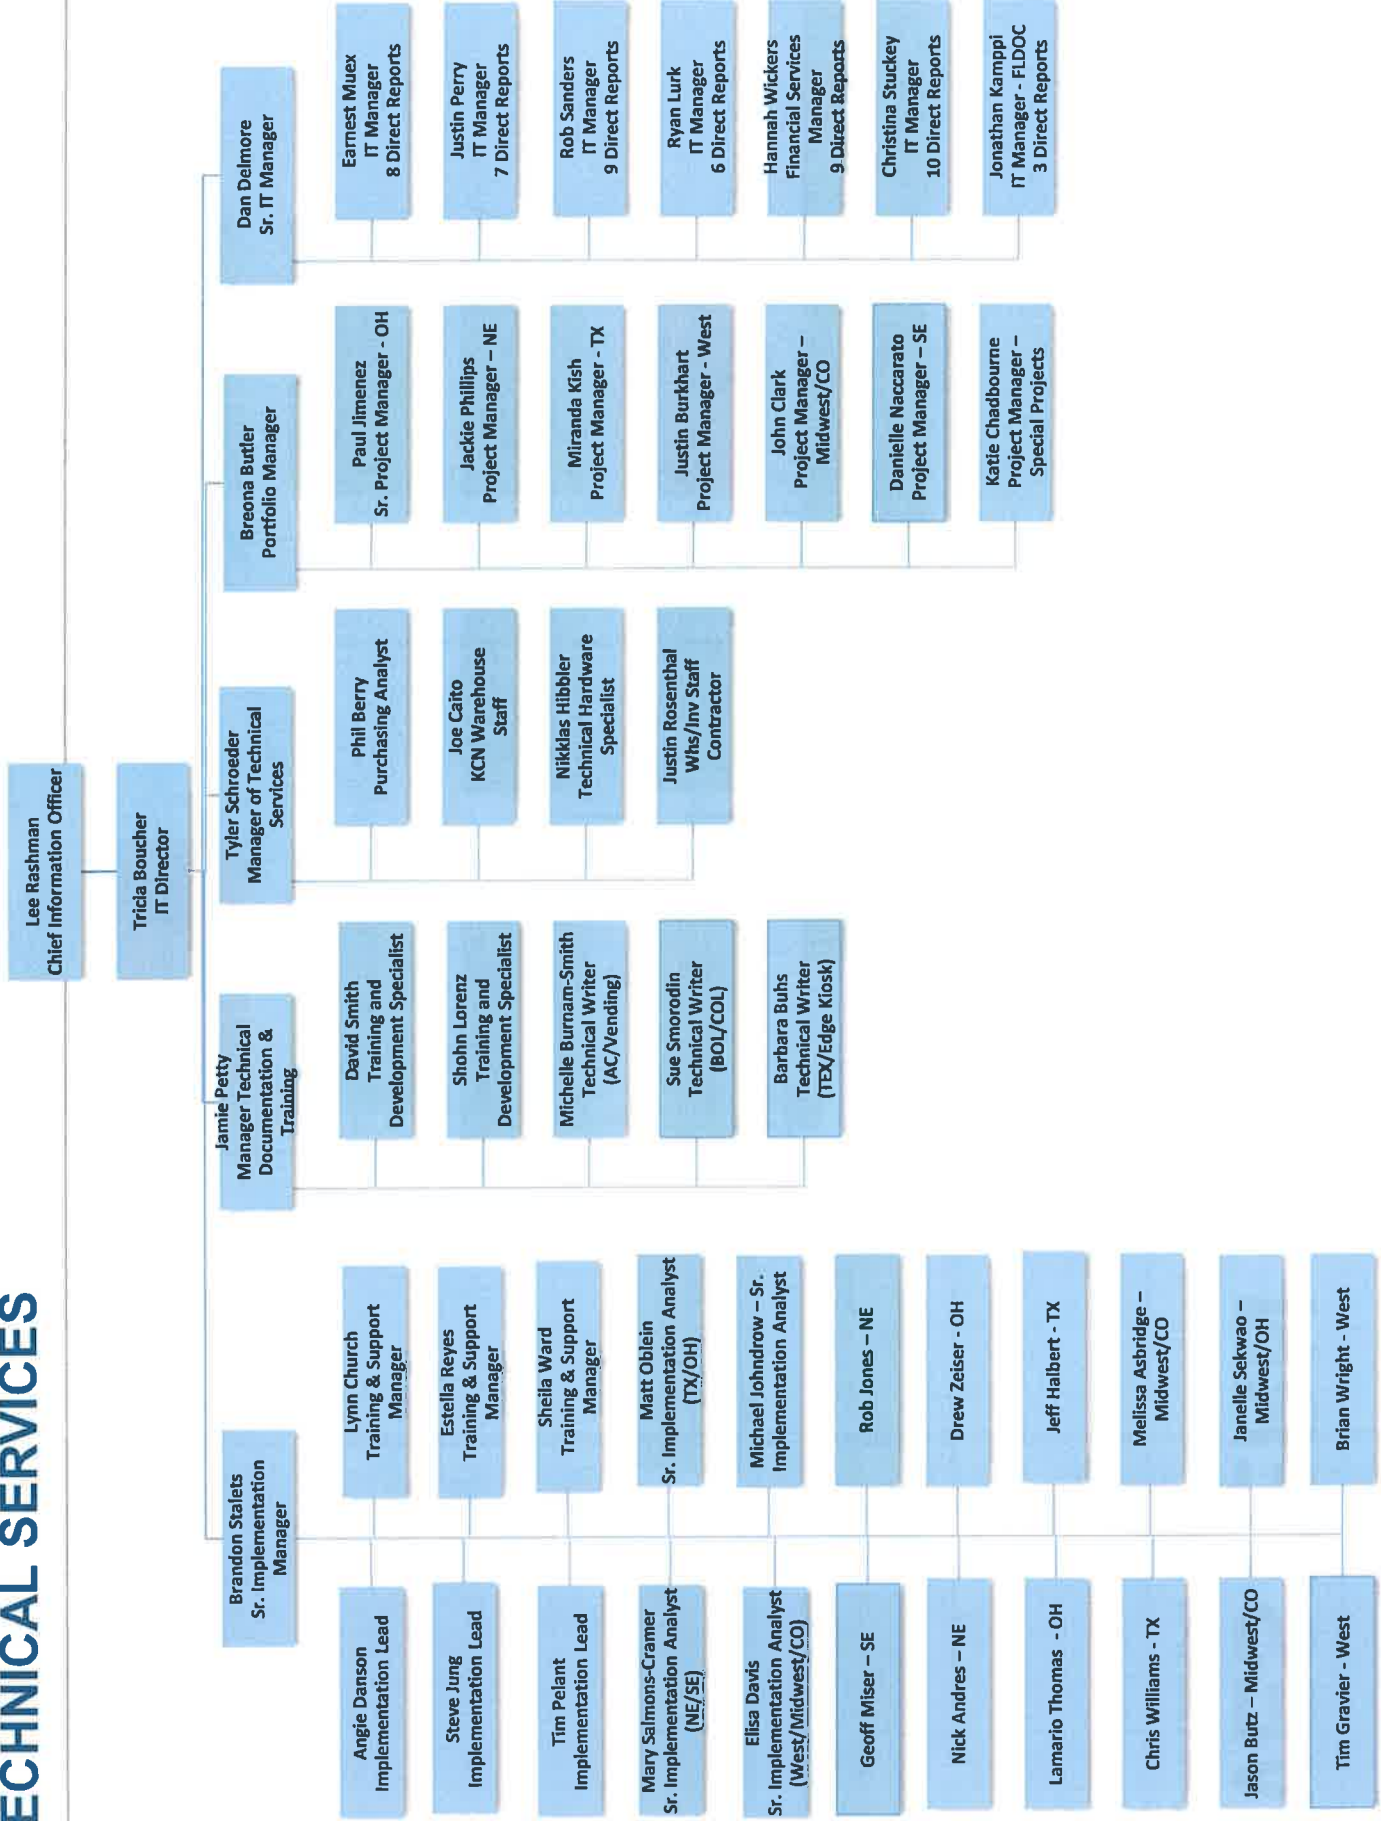 ECHNICAL SERVICES
Lee Rashman
Chief Information Officer
Tricia Boucher
IT Director
Brandon Stalets
Sr. Implementation
Manager
Angie Danson
Implementation Lead
Lynn Church
Training & Support
Manager
Steve Jung
Implementation Lead
Estella Reyes
Training & Support
Manager
Tim Pelant
Implementation Lead
Sheila Ward
Training & Support
Manager
Mary Salmons-Cramer
Sr. Implementation Analyst
(NE/SE)
Matt Oblein
Sr. Implementation Analyst
(TX/OH)
Elisa Davis
Sr. Implementation Analyst
(West/Midwest/CO)
Michael Johndrow – Sr.
Implementation Analyst
Geoff Miser – SE
Rob Jones – NE
Nick Andres – NE
Drew Zeiser - OH
Lamario Thomas - OH
Jeff Halbert - TX
Chris Williams - TX
Melissa Asbridge –
Midwest/CO
Jason Butz – Midwest/CO
Janelle Sekwao –
Midwest/OH
Tim Gravier - West
Brian Wright - West
Jamie Petty
Manager Technical
Documentation &
Training
David Smith
Training and
Development Specialist
Shohn Lorenz
Training and
Development Specialist
Michelle Burnam-Smith
Technical Writer
(AC/Vending)
Sue Smorodin
Technical Writer
(BOL/COL)
Barbara Buhs
Technical Writer
(TEX/Edge Kiosk)
Tyler Schroeder
Manager of Technical
Services
Phil Berry
Purchasing Analyst
Joe Caito
KCN Warehouse
Staff
Nikklas Hibbler
Technical Hardware
Specialist
Justin Rosenthal
Whs/Inv Staff
Contractor
Breona Butler
Portfolio Manager
Paul Jimenez
Sr. Project Manager - OH
Jackie Phillips
Project Manager – NE
Miranda Kish
Project Manager - TX
Justin Burkhart
Project Manager - West
John Clark
Project Manager –
Midwest/CO
Danielle Naccarato
Project Manager – SE
Katie Chadbourne
Project Manager –
Special Projects
Dan Delmore
Sr. IT Manager
Earnest Muex
IT Manager
8 Direct Reports
Justin Perry
IT Manager
7 Direct Reports
Rob Sanders
IT Manager
9 Direct Reports
Ryan Lurk
IT Manager
6 Direct Reports
Hannah Wickers
Financial Services
Manager
9 Direct Reports
Christina Stuckey
IT Manager
10 Direct Reports
Jonathan Kamppi
IT Manager - FLDOC
3 Direct Reports